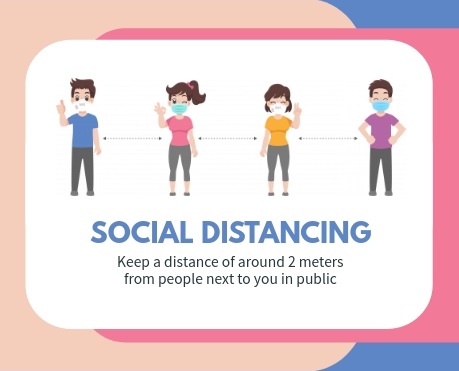 SOCIAL DISTANCING
Keep a distance of around 2 meters
from people next to you in public